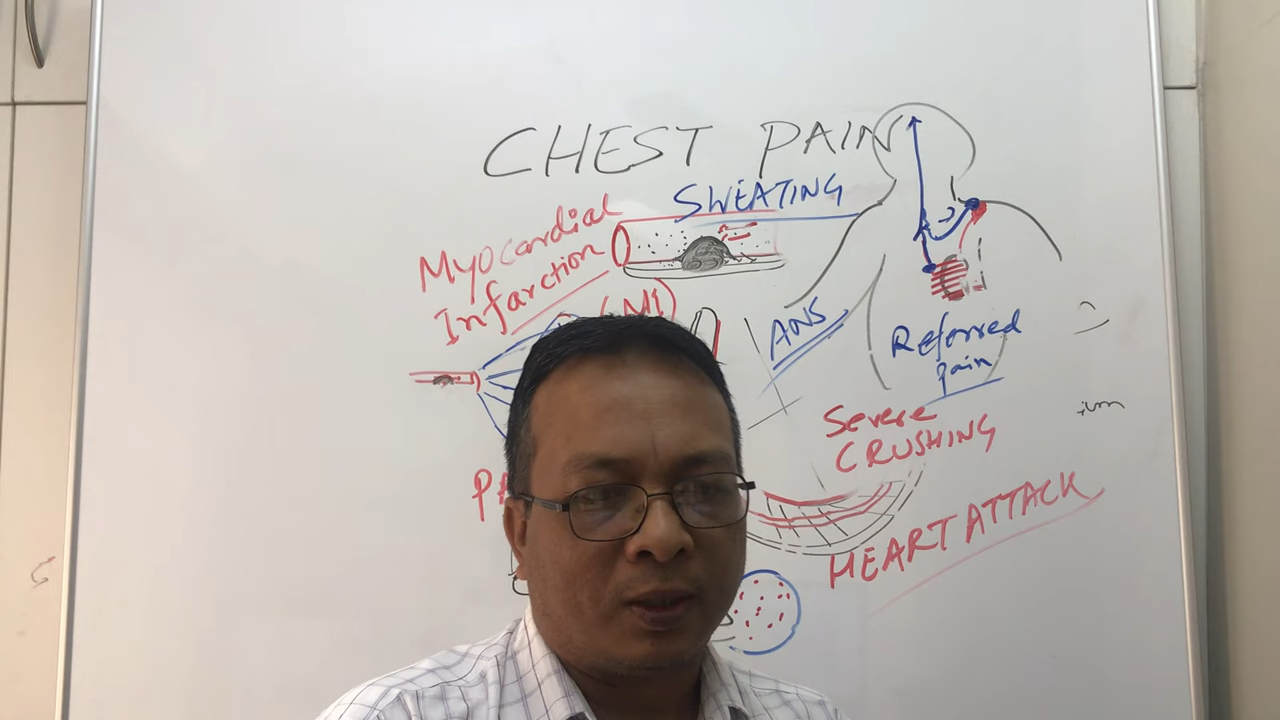 CHEST PAIN
SWEATING
Myocardial
Infarction
(MI)
ANS
Referred
pain
Severe
CRUSHING
HEART ATTACK